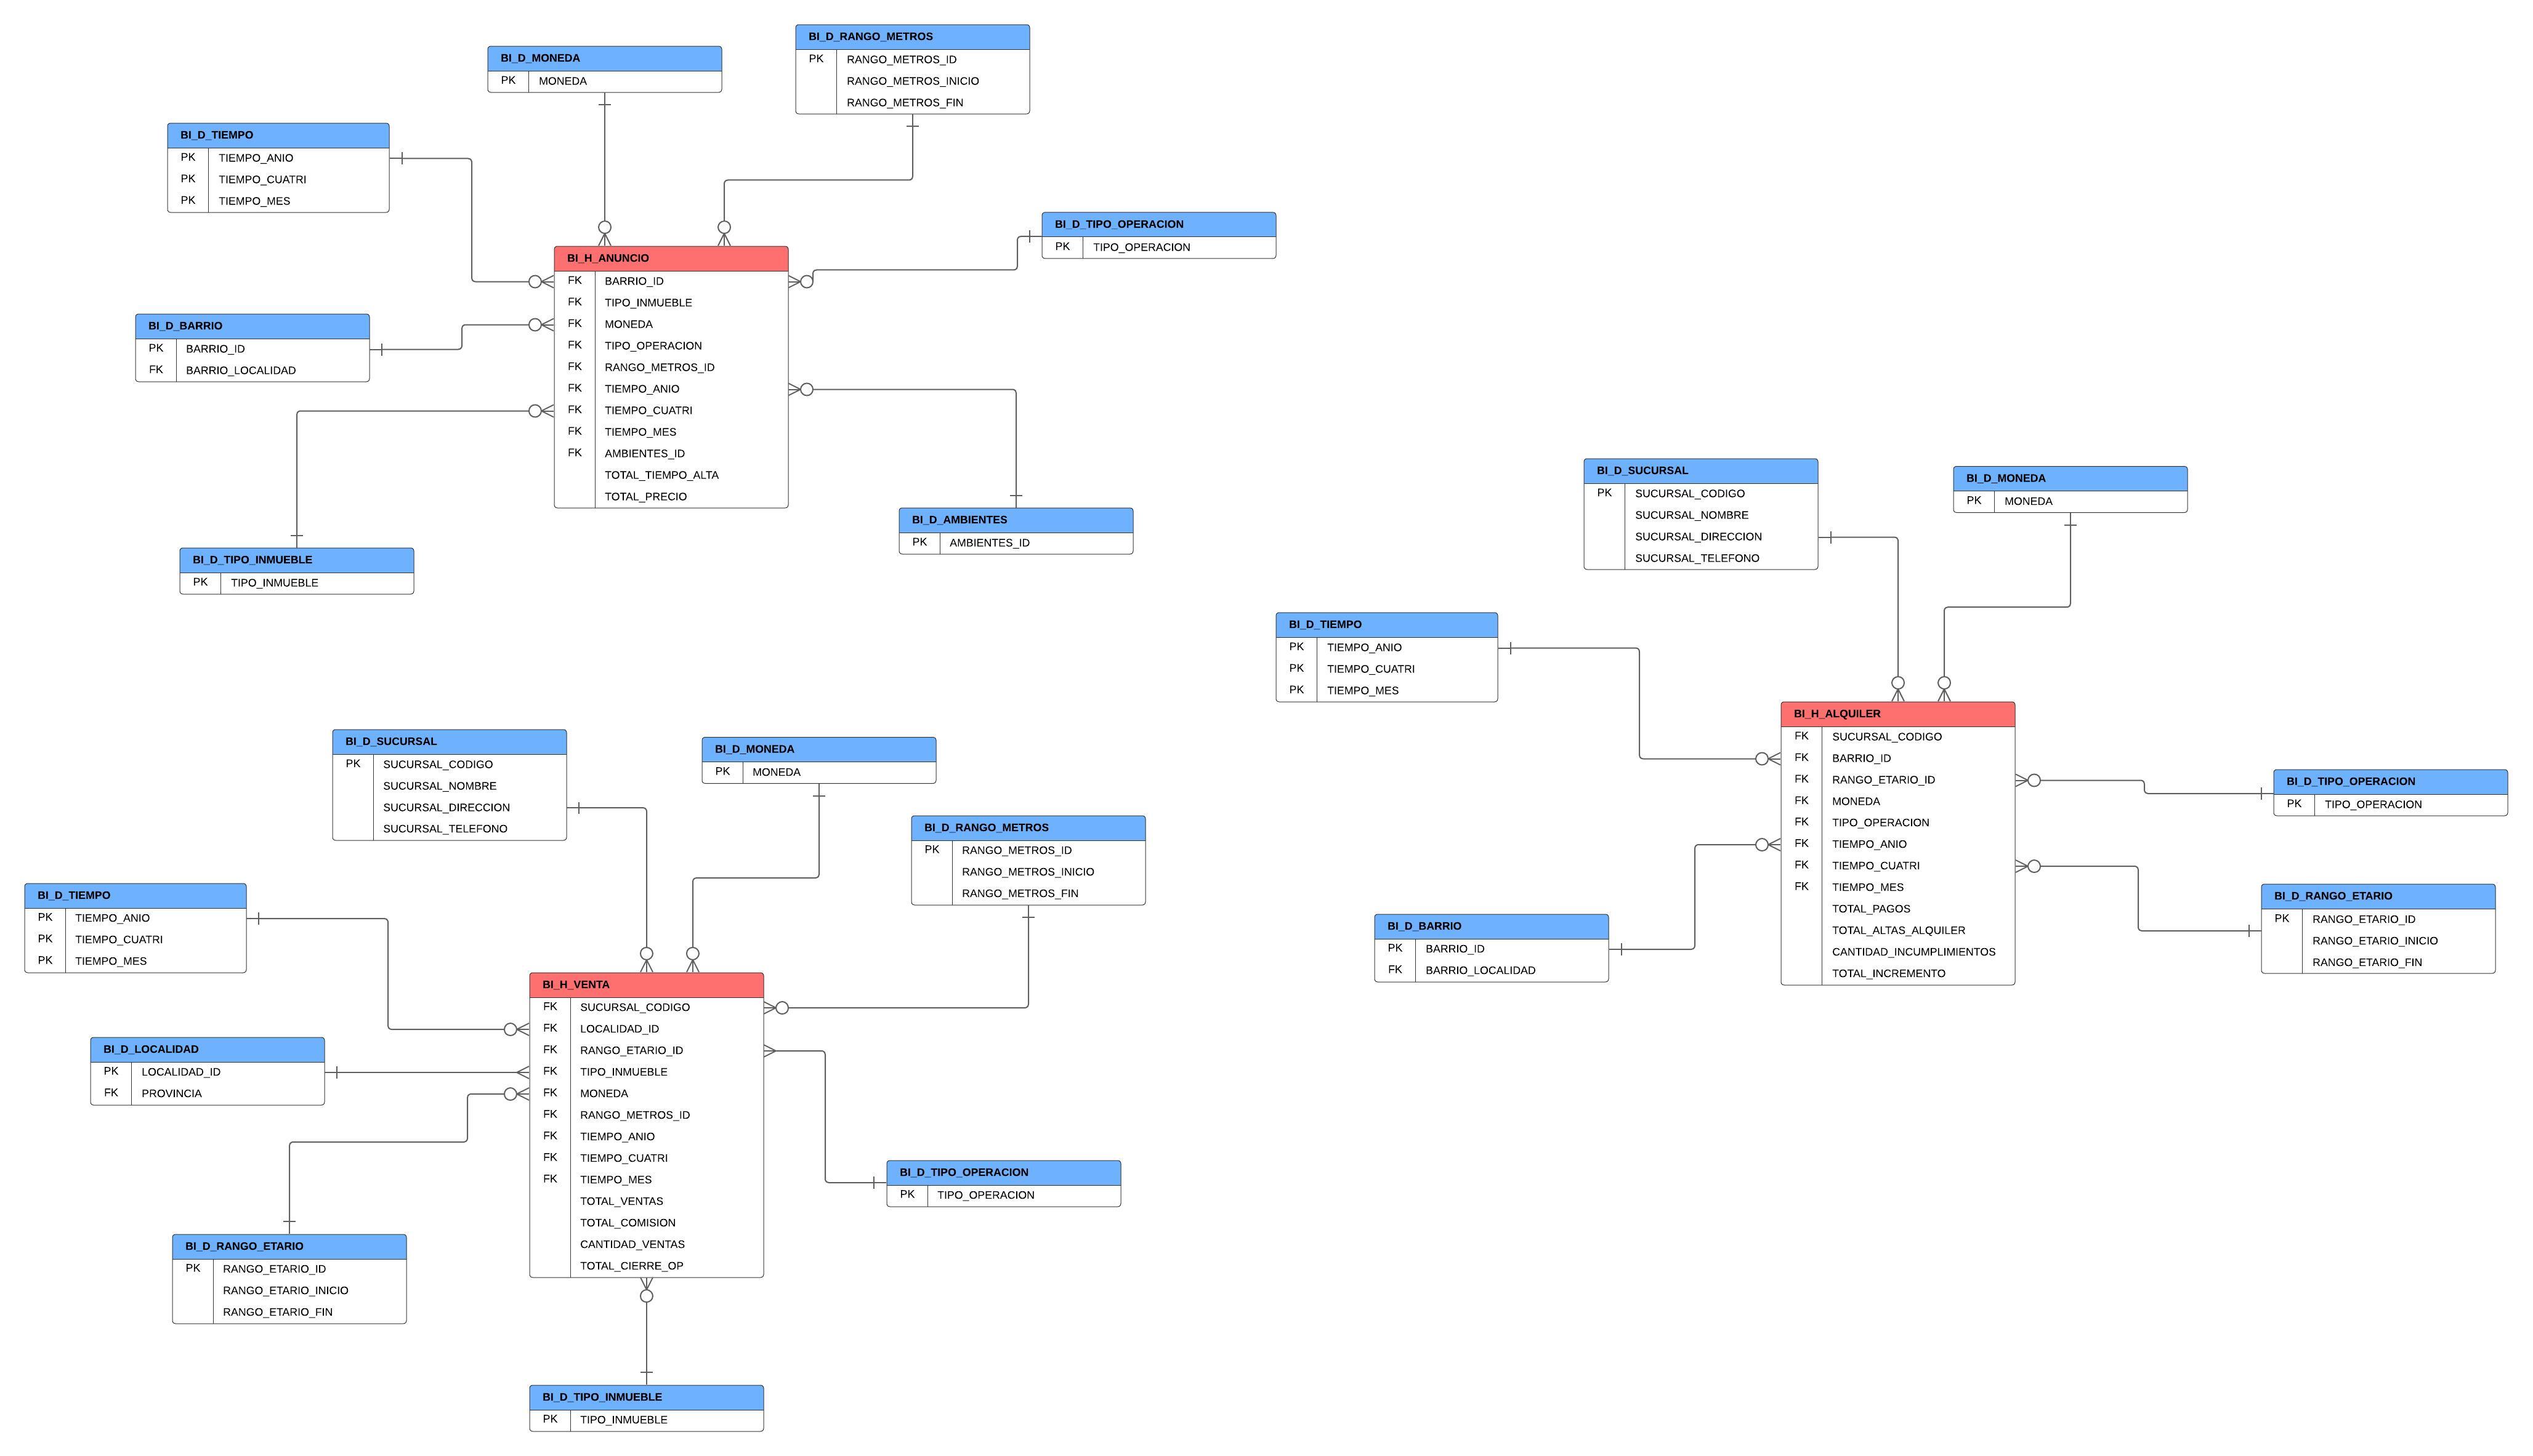 BI_D_RANGO_METROS
PK RANGO_METROS_ID
RANGO_METROS_INICIO
RANGO_METROS_FIN
BI_D_MONEDA
PK MONEDA
BI_D_TIEMPO
PK TIEMPO_ANIO
PK TIEMPO_CUATRI
PK TIEMPO_MES
BI_D_TIPO_OPERACION
PK TIPO_OPERACION
BI_H_ANUNCIO
FK BARRIO_ID
FK TIPO_INMUEBLE
FK MONEDA
FK TIPO_OPERACION
FK RANGO_METROS_ID
FK TIEMPO_ANIO
FK TIEMPO_CUATRI
FK TIEMPO_MES
FK AMBIENTES_ID
TOTAL_TIEMPO_ALTA
TOTAL_PRECIO
BI_D_BARRIO
PK BARRIO_ID
FK BARRIO_LOCALIDAD
BI_D_AMBIENTES
PK AMBIENTES_ID
BI_D_TIPO_INMUEBLE
PK TIPO_INMUEBLE
BI_D_SUCURSAL
PK SUCURSAL_CODIGO
SUCURSAL_NOMBRE
SUCURSAL_DIRECCION
SUCURSAL_TELEFONO
BI_D_MONEDA
PK MONEDA
BI_D_TIEMPO
PK TIEMPO_ANIO
PK TIEMPO_CUATRI
PK TIEMPO_MES
BI_H_ALQUILER
FK SUCURSAL_CODIGO
FK BARRIO_ID
FK RANGO_ETARIO_ID
FK MONEDA
FK TIPO_OPERACION
FK TIEMPO_ANIO
FK TIEMPO_CUATRI
FK TIEMPO_MES
TOTAL_PAGOS
TOTAL_ALTAS_ALQUILER
CANTIDAD_INCUMPLIMIENTOS
TOTAL_INCREMENTO
BI_D_TIPO_OPERACION
PK TIPO_OPERACION
BI_D_RANGO_ETARIO
PK RANGO_ETARIO_ID
RANGO_ETARIO_INICIO
RANGO_ETARIO_FIN
BI_D_BARRIO
PK BARRIO_ID
FK BARRIO_LOCALIDAD
BI_D_SUCURSAL
PK SUCURSAL_CODIGO
SUCURSAL_NOMBRE
SUCURSAL_DIRECCION
SUCURSAL_TELEFONO
BI_D_MONEDA
PK MONEDA
BI_D_RANGO_METROS
PK RANGO_METROS_ID
RANGO_METROS_INICIO
RANGO_METROS_FIN
BI_D_TIEMPO
PK TIEMPO_ANIO
PK TIEMPO_CUATRI
PK TIEMPO_MES
BI_H_VENTA
FK SUCURSAL_CODIGO
FK LOCALIDAD_ID
FK RANGO_ETARIO_ID
FK TIPO_INMUEBLE
FK MONEDA
FK RANGO_METROS_ID
FK TIEMPO_ANIO
FK TIEMPO_CUATRI
FK TIEMPO_MES
TOTAL_VENTAS
TOTAL_COMISION
CANTIDAD_VENTAS
TOTAL_CIERRE_OP
BI_D_LOCALIDAD
PK LOCALIDAD_ID
FK PROVINCIA
BI_D_TIPO_OPERACION
PK TIPO_OPERACION
BI_D_RANGO_ETARIO
PK RANGO_ETARIO_ID
RANGO_ETARIO_INICIO
RANGO_ETARIO_FIN
BI_D_TIPO_INMUEBLE
PK TIPO_INMUEBLE